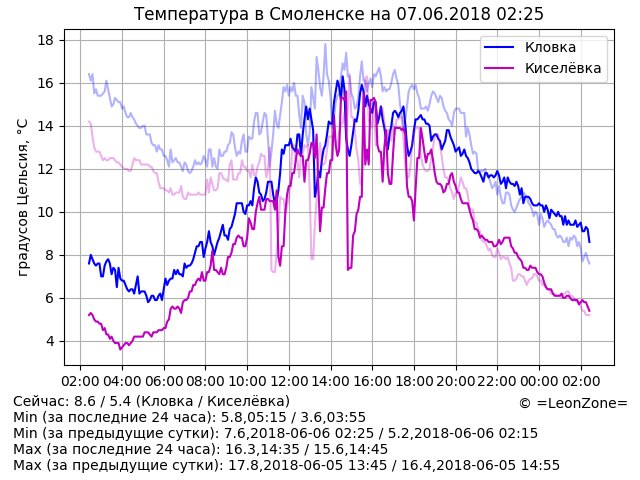 Температура в Смоленске на 07.06.2018 02:25
градусов Цельсия, °C
18
16
14
12
10
8
6
4
Кловка
Киселёвка
02:00 04:00 06:00 08:00 10:00 12:00 14:00 16:00 18:00 20:00 22:00 00:00 02:00
Сейчас: 8.6 / 5.4 (Кловка / Киселёвка)
© =LeonZone=
Min (за последние 24 часа): 5.8,05:15 / 3.6,03:55
Min (за предыдущие сутки): 7.6,2018-06-06 02:25 / 5.2,2018-06-06 02:15
Max (за последние 24 часа): 16.3,14:35 / 15.6,14:45
Max (за предыдущие сутки): 17.8,2018-06-05 13:45 / 16.4,2018-06-05 14:55